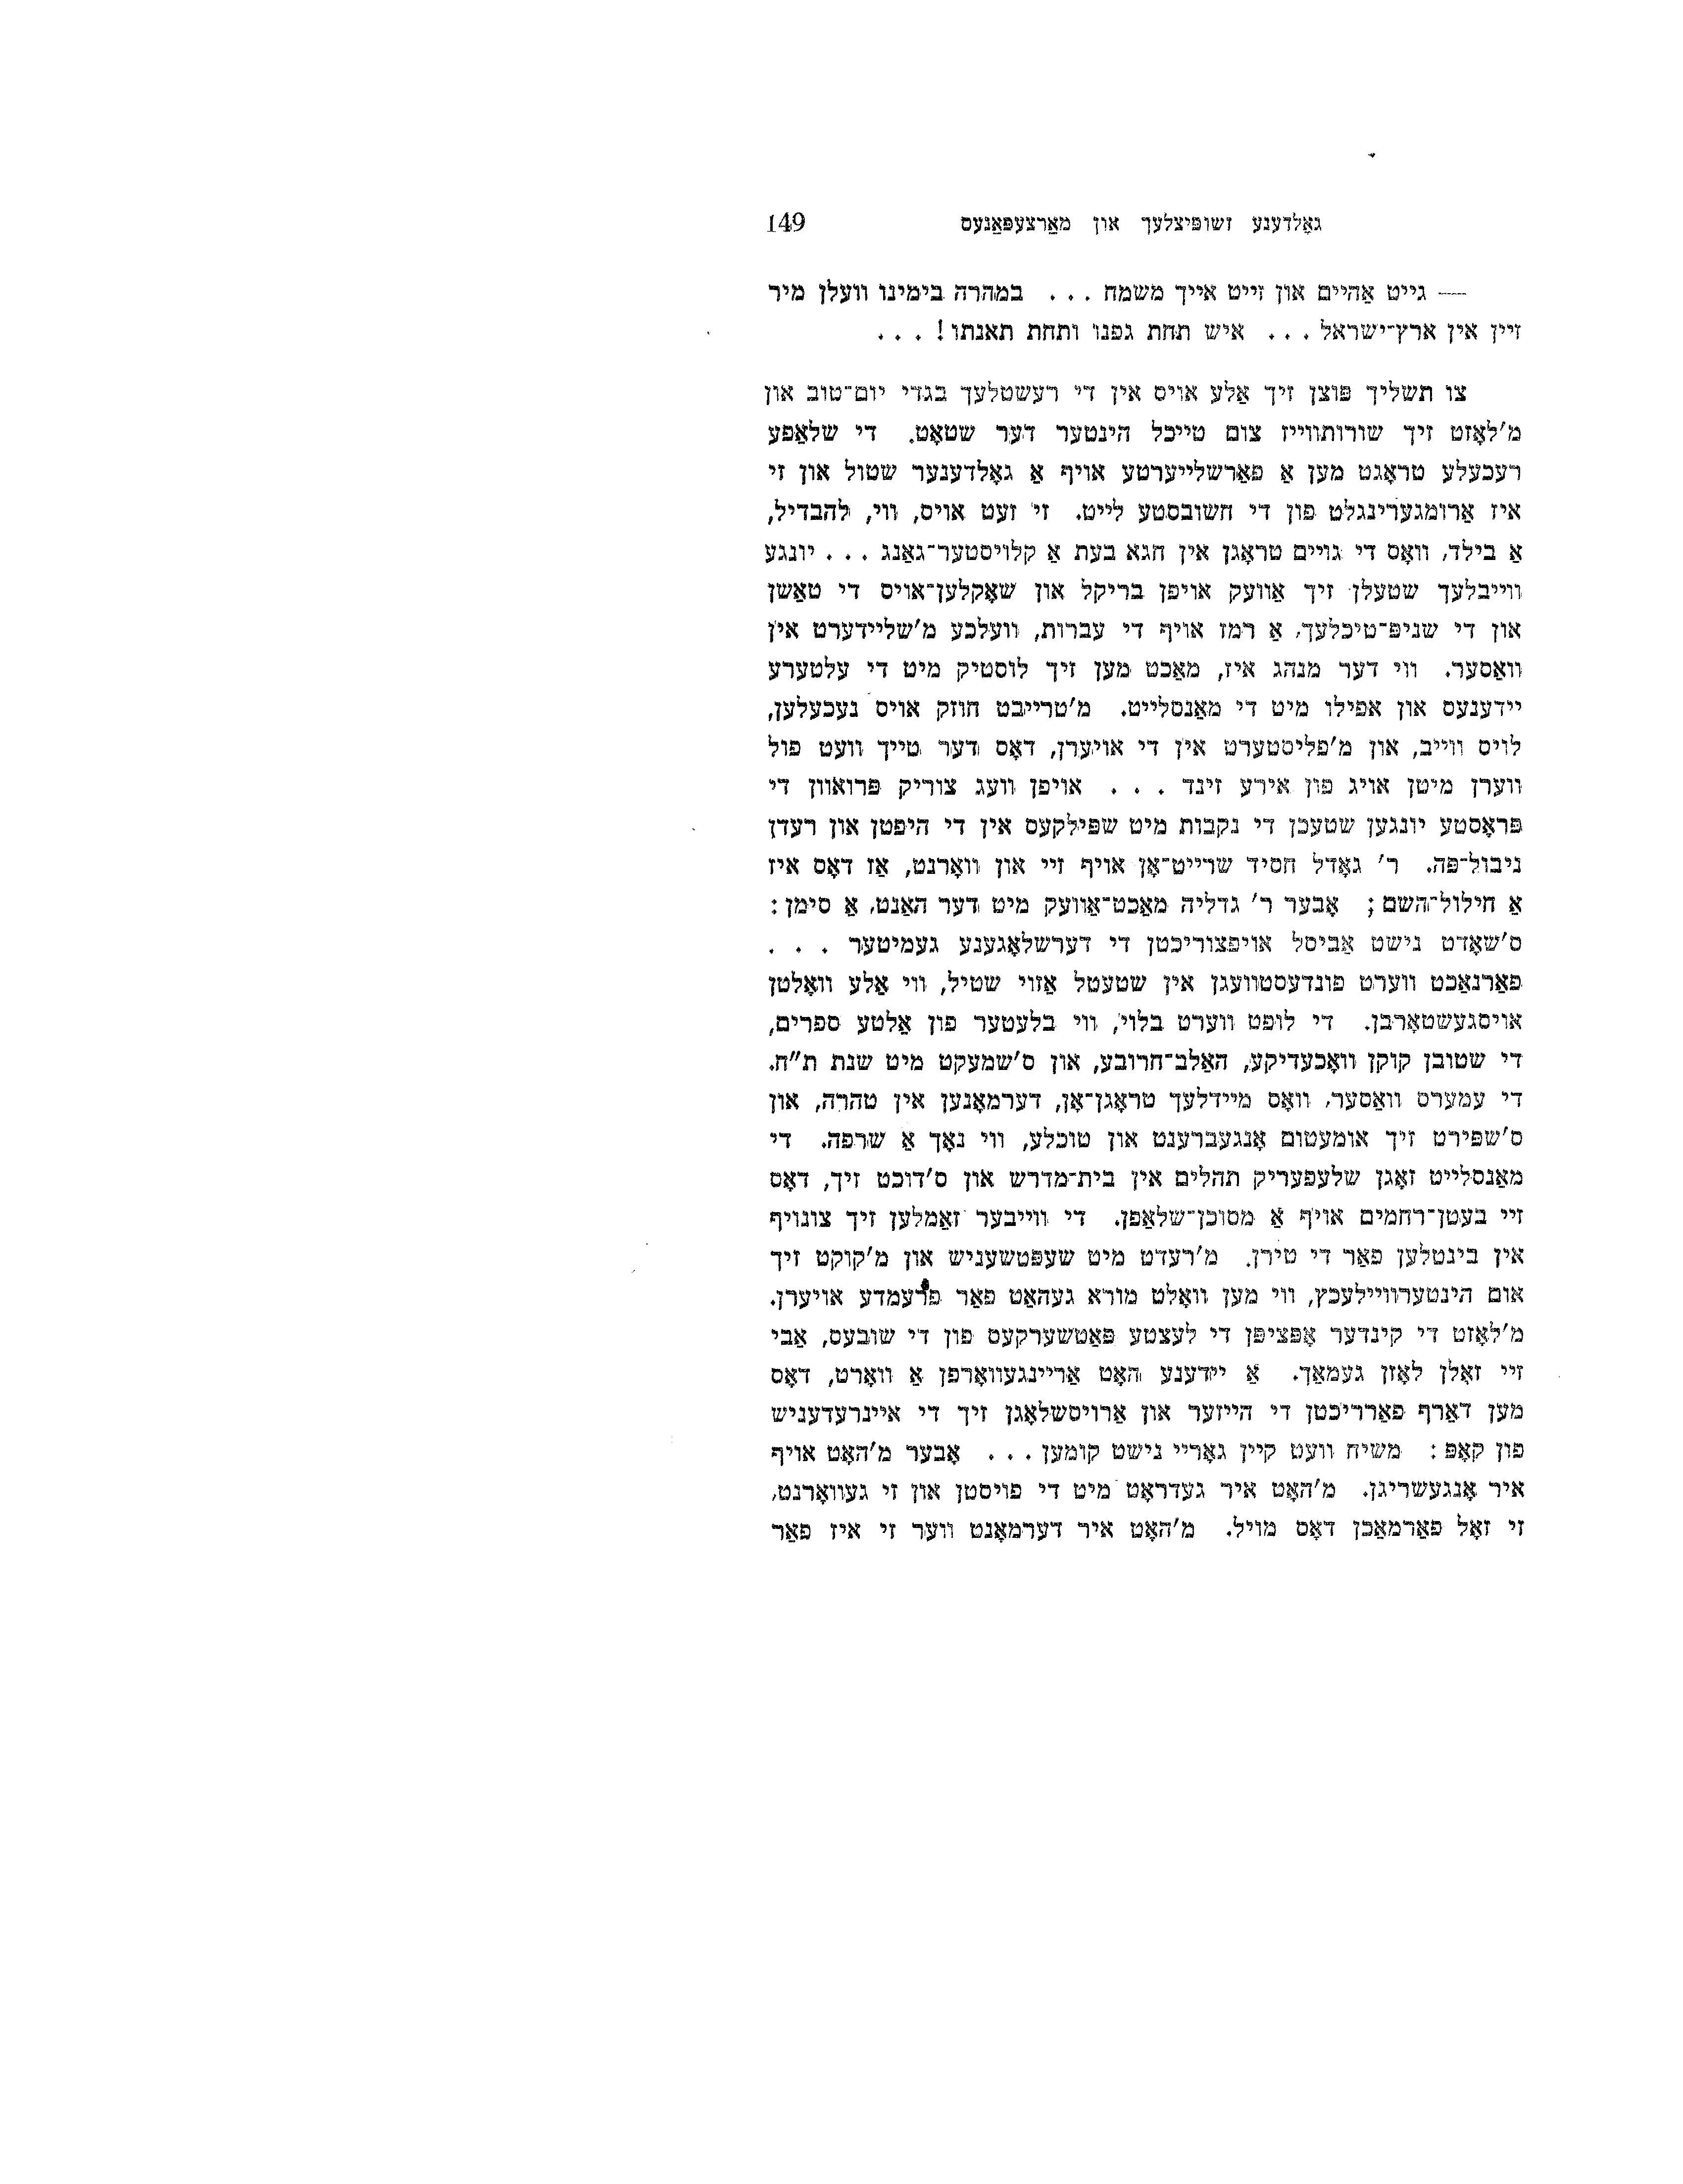 גאָלדענע זשופּיצלעך און מאַרצעפּאַנעס 149
— גייט אַהיים און זייט אייך משמח . . . במהרה בימינו וועלן מיר
זיין אין ארץ־ישראל . . . איש תחת גפנו ותחת תאנתו! . . .
צו תשליך פּוצן זיך אַלע אויס אין די רעשטלעך בגדי יום־טוב און
מ'לאָזט זיך שורותווייז צום טייכל הינטער דער שטאָט. די שלאַפע
רעכעלע טראָגט מען אַ פאַרשלייערטע אויף אַ גאָלדענער שטול און זי
איז אַרומגערינגלט פון די חשובסטע לייט. זי זעט אויס, ווי, להבדיל,
אַ בילד, וואָס די גויים טראָגן אין חגא בעת אַ קלויסטער־גאַנג . . . יונגע
ווייבלעך שטעלן זיך אַוועק אויפן בריקל און שאָקלען־אויס די טאַשן
און די שניפּ־טיכלעך, אַ רמז אויף די עברות, וועלכע מ'שליידערט אין
וואַסער. ווי דער מנהג איז, מאַכט מען זיך לוסטיק מיט די עלטערע
יידענעס און אפילו מיט די מאַנסלייט. מ'טרייבט חוזק אויס נעכעלען,
לויס ווייב, און מ'פליסטערט אין די אויערן, דאָס דער טייך וועט פול
ווערן מיטן אויג פון אירע זינד . . . אויפן וועג צוריק פּרואוון די
פּראָסטע יונגען שטעכן די נקבות מיט שפּילקעס אין די היפטן און רעדן
ניבול־פּה. ר' גאָדל חסיד שרייט־אָן אויף זיי און וואָרנט, אַז דאָס איז
אַ חילול־השם; אָבער ר' גדליה מאַכט־אַוועק מיט דער האַנט, אַ סימן:
ס'שאָדט נישט אַביסל אויפצוריכטן די דערשלאָגענע געמיטער . . .
פאַרנאַכט ווערט פונדעסטוועגן אין שטעטל אַזוי שטיל, ווי אַלע וואָלטן
אויסגעשטאָרבן. די לופט ווערט בלוי, ווי בלעטער פון אַלטע ספרים,
די שטובן קוקן וואָכעדיקע, האַלב־חרובע, און ס'שמעקט מיט שנת ת"ח.
די עמערס וואַסער, וואָס מיידלעך טראָגן־אָן, דערמאָנען אין טהרה, און
ס'שפּירט זיך אומעטום אָנגעברענט און טוכלע, ווי נאָך אַ שרפה. די
מאַנסלייט זאָגן שלעפעריק תהלים אין בית־מדרש און ס'דוכט זיך, דאָס
זיי בעטן־רחמים אויף אַ מסוכן־שלאַפן. די ווייבער זאַמלען זיך צונויף
אין בינטלען פאַר די טירן. מ'רעדט מיט שעפּטשעניש און מ'קוקט זיך
אום הינטערוויילעכץ, ווי מען וואָלט מורא געהאַט פאַר פרעמדע אויערן.
מ'לאָזט די קינדער אָפּציפּן די לעצטע פּאַטשערקעס פון די שובעס, אַבי
זיי זאָלן לאָזן געמאַך. אַ יידענע האָט אַריינגעוואָרפן אַ וואָרט, דאָס
מען דאַרף פאַרריכטן די הייזער און אַרויסשלאָגן זיך די איינרעדעניש
פון קאָפּ: משיח וועט קיין גאָריי נישט קומען . . . אָבער מ'האָט אויף
איר אָנגעשריגן. מ'האָט איר געדראָט מיט די פויסטן און זי געוואָרנט,
זי זאָל פאַרמאַכן דאָס מויל. מ'האָט איר דערמאָנט ווער זי איז פאַר